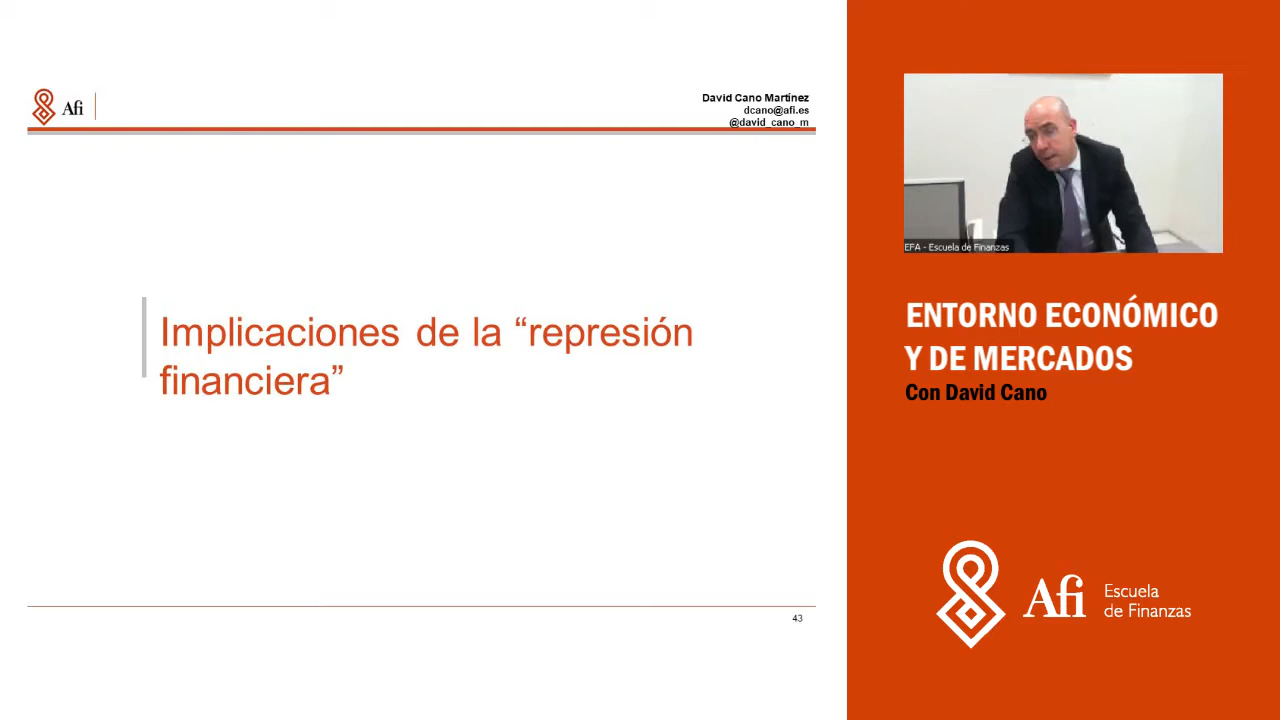 Afi
David Cano Martínez
dcano@afi.es
@david_cano_m
Implicaciones de la “represión
financiera”
43
EFA - Escuela de Finanzas
ENTORNO ECONÓMICO
Y DE MERCADOS
Con David Cano
Afi
Escuela
de Finanzas